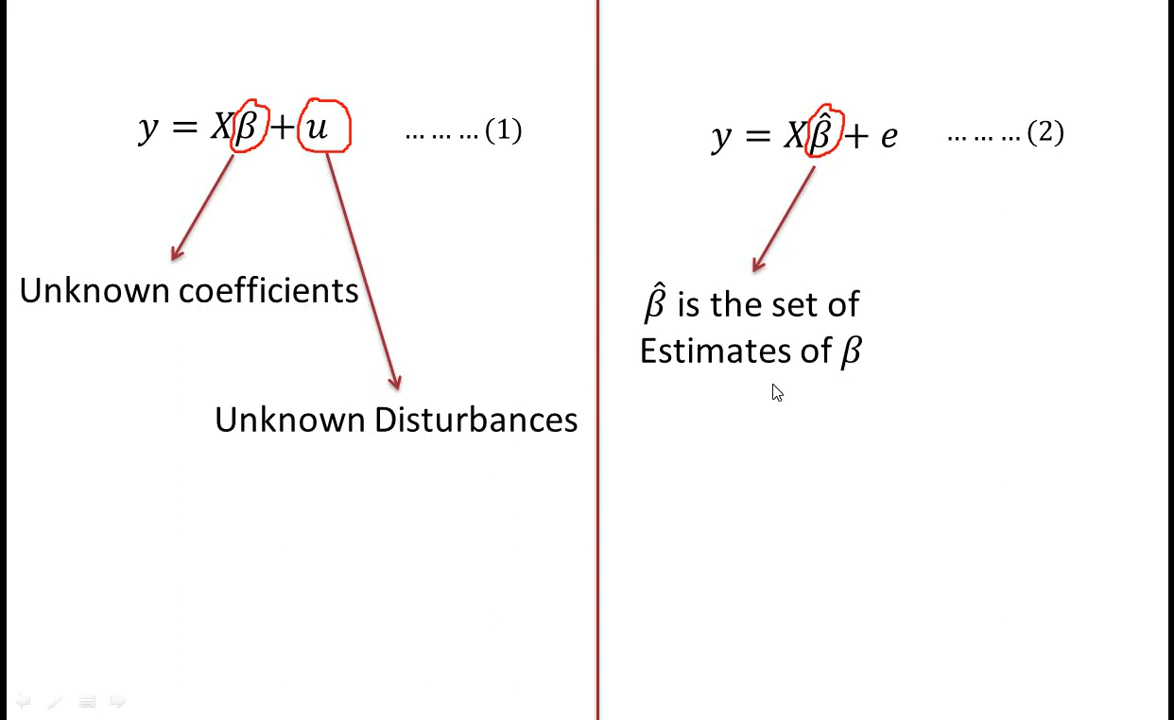 y = Xβ + u … … … (1)
Unknown coefficients
Unknown Disturbances
y = Xβ̂ + e … … … (2)
β̂ is the set of
Estimates of β